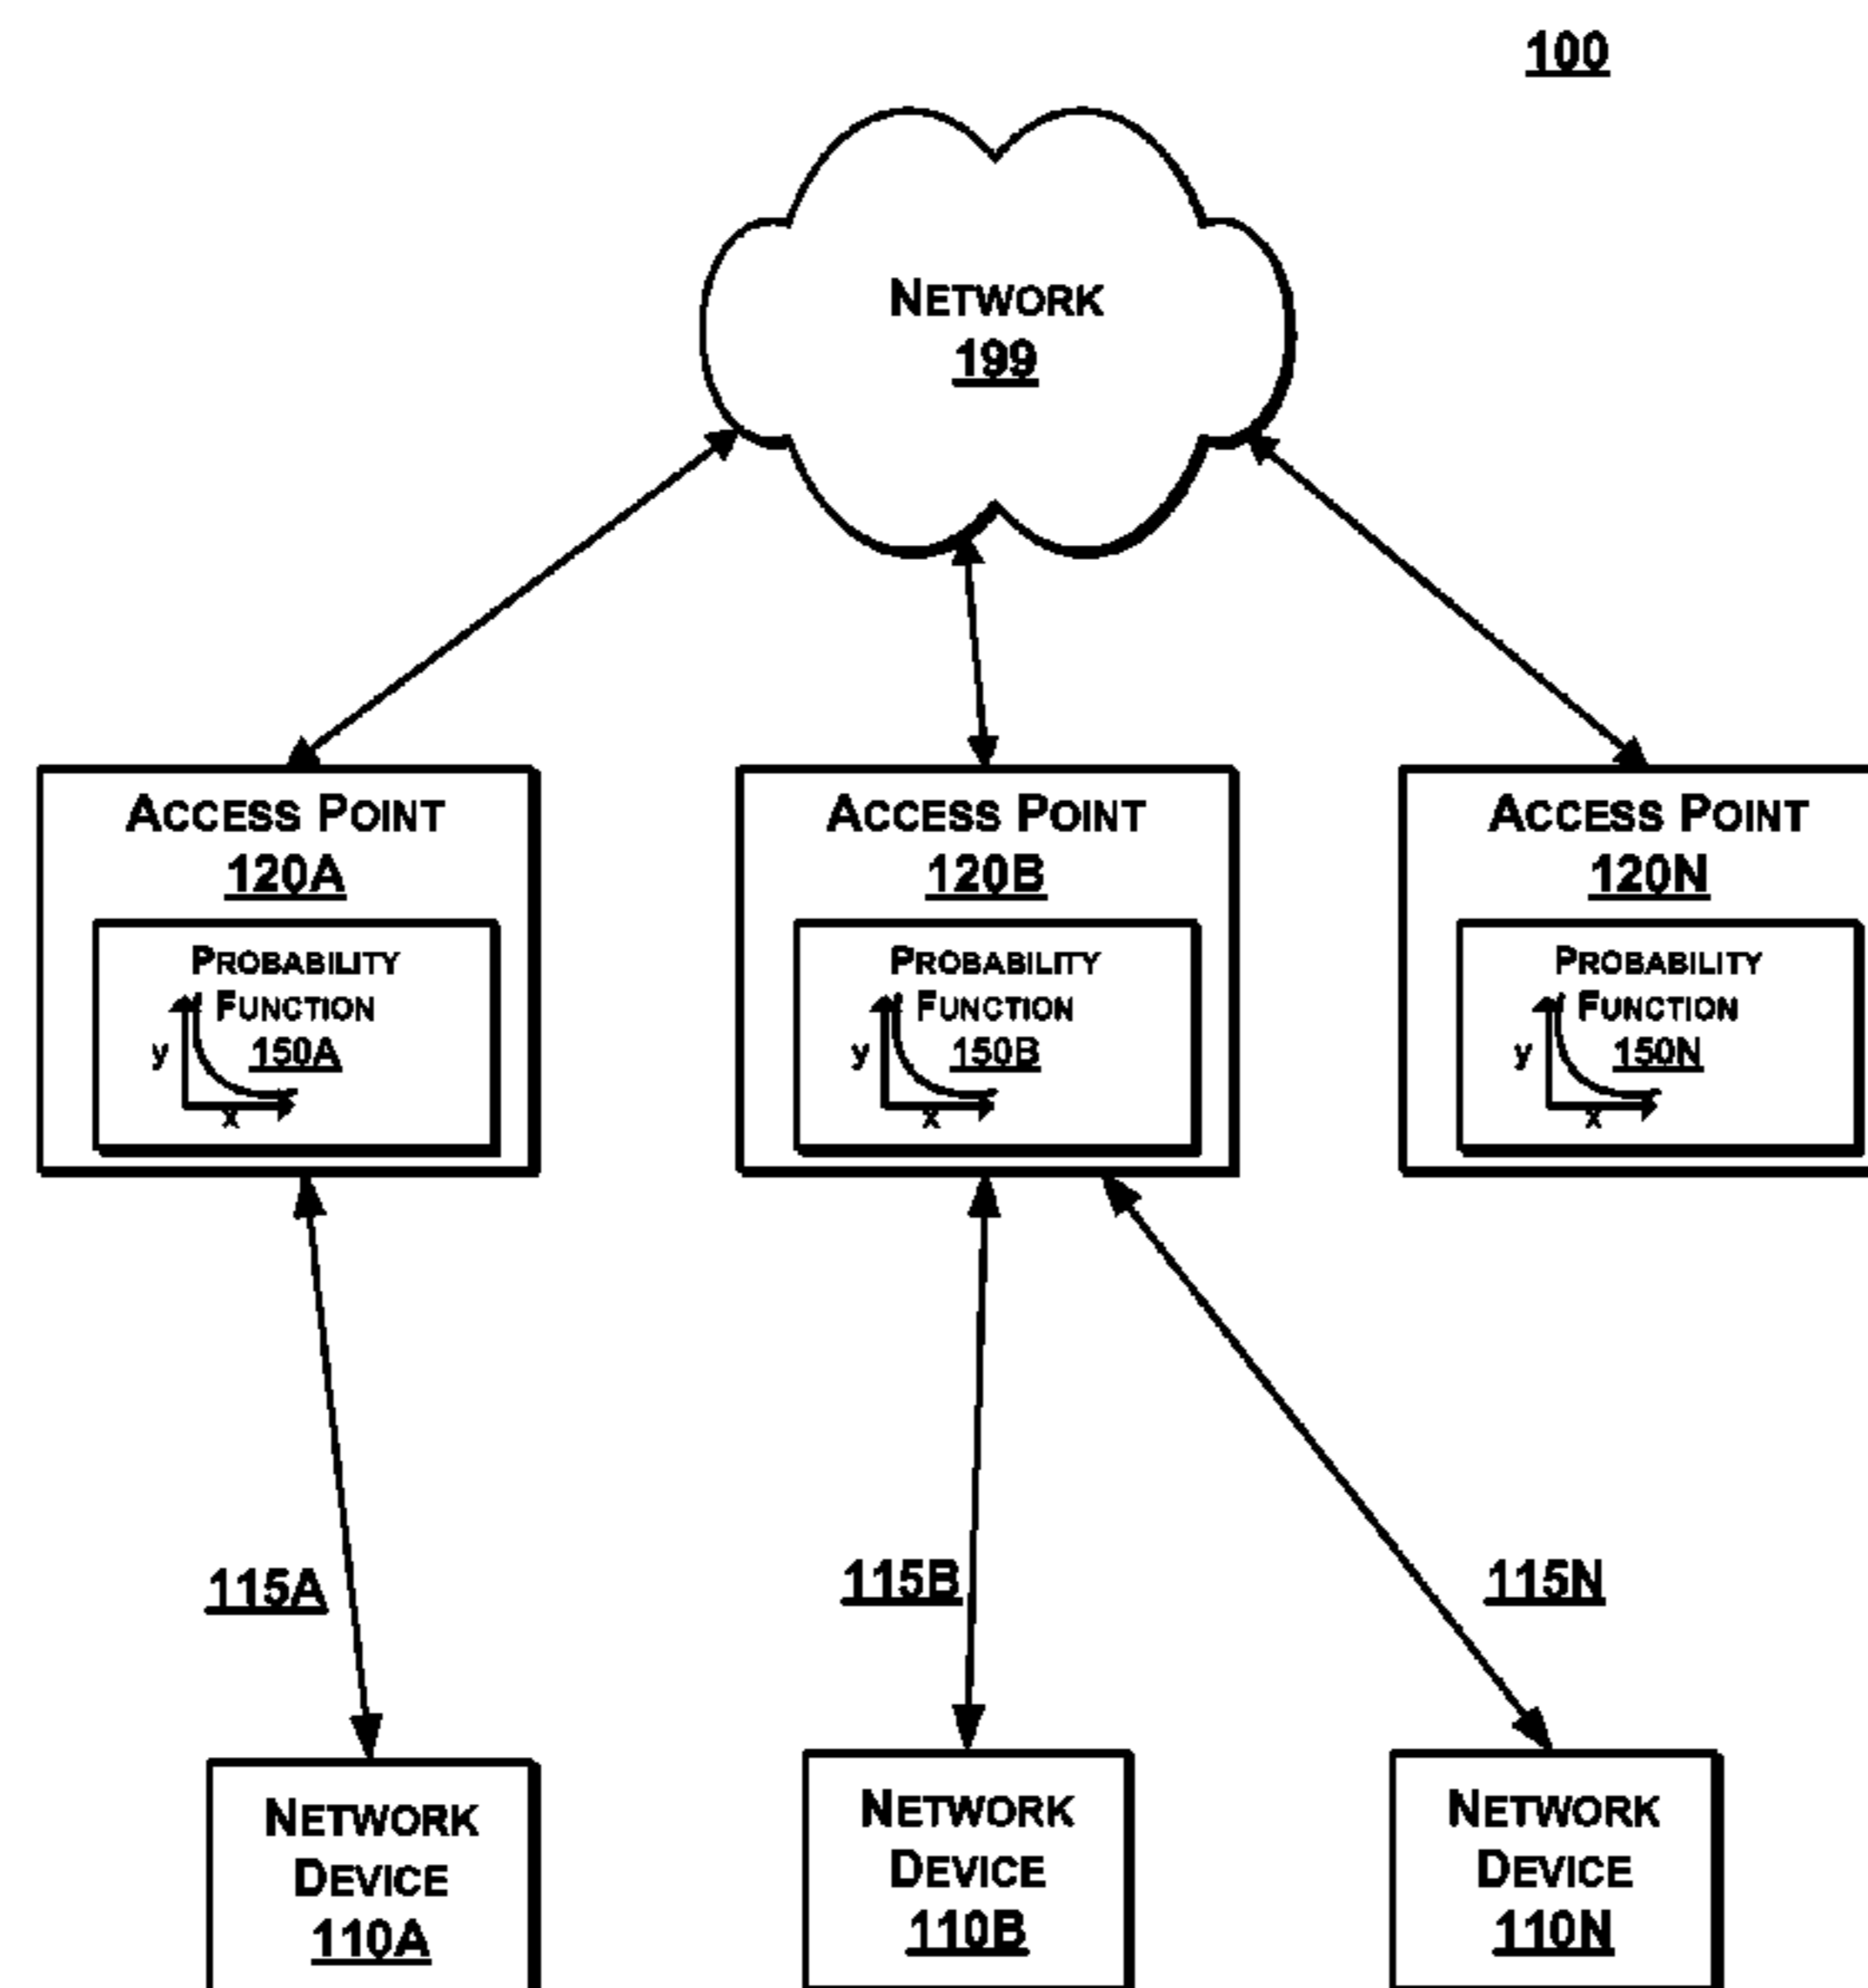 100
NETWORK
199
ACCESS POINT
120A
PROBABILITY
FUNCTION
150A
y
x
ACCESS POINT
120B
PROBABILITY
FUNCTION
150B
y
x
ACCESS POINT
120N
PROBABILITY
FUNCTION
150N
y
x
115A
115B
115N
NETWORK
DEVICE
110A
NETWORK
DEVICE
110B
NETWORK
DEVICE
110N